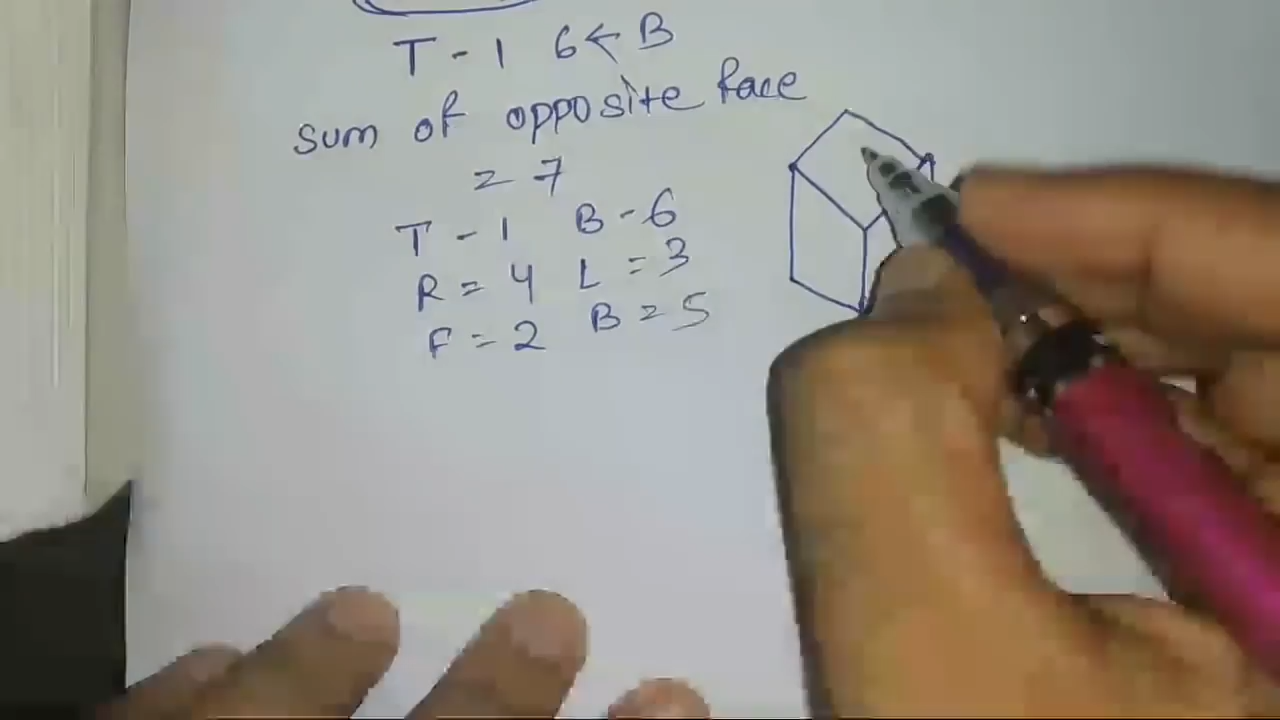 T - 1 6 ← B
sum of opposite face
= 7
T - 1 B - 6
R = 4 L = 3
F = 2 B = 5